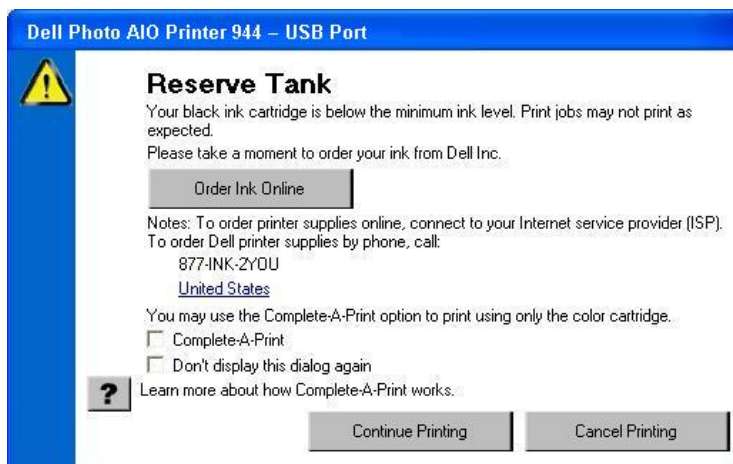 Dell Photo AIO Printer 944 – USB Port
Reserve Tank
Your black ink cartridge is below the minimum ink level. Print jobs may not print as
expected.
Please take a moment to order your ink from Dell Inc.
Order Ink Online
Notes: To order printer supplies online, connect to your Internet service provider (ISP).
To order Dell printer supplies by phone, call:
877-INK-2YOU
United States
You may use the Complete-A-Print option to print using only the color cartridge.
Complete-A-Print
Don't display this dialog again
? Learn more about how Complete-A-Print works.
Continue Printing Cancel Printing